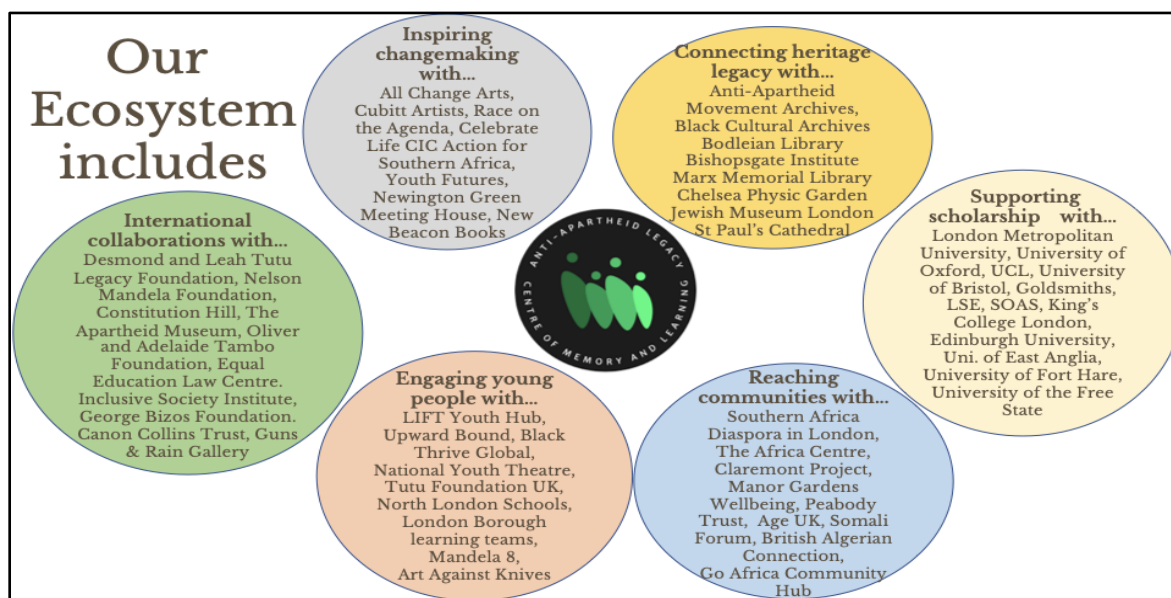 Our
Ecosystem
includes
Inspiring
changemaking
with...
All Change Arts,
Cubitt Artists, Race on
the Agenda, Celebrate
Life CIC Action for
Southern Africa,
Youth Futures,
Newington Green
Meeting House, New
Beacon Books
Connecting heritage
legacy with...
Anti-Apartheid
Movement Archives,
Black Cultural Archives
Bodleian Library
Bishopsgate Institute
Marx Memorial Library
Chelsea Physic Garden
Jewish Museum London
St Paul's Cathedral
Supporting
scholarship with...
London Metropolitan
University, University of
Oxford, UCL, University
of Bristol, Goldsmiths,
LSE, SOAS, King's
College London,
Edinburgh University,
Uni. of East Anglia,
University of Fort Hare,
University of the Free
State
International
collaborations with...
Desmond and Leah Tutu
Legacy Foundation, Nelson
Mandela Foundation,
Constitution Hill, The
Apartheid Museum, Oliver
and Adelaide Tambo
Foundation, Equal
Education Law Centre.
Inclusive Society Institute,
George Bizos Foundation.
Canon Collins Trust, Guns
& Rain Gallery
ANTI-APARTHEID LEGACY
CENTRE OF MEMORY AND LEARNING
Engaging young
people with...
LIFT Youth Hub,
Upward Bound, Black
Thrive Global,
National Youth Theatre,
Tutu Foundation UK,
North London Schools,
London Borough
learning teams,
Mandela 8,
Art Against Knives
Reaching
communities with...
Southern Africa
Diaspora in London,
The Africa Centre,
Claremont Project,
Manor Gardens
Wellbeing, Peabody
Trust, Age UK, Somali
Forum, British Algerian
Connection,
Go Africa Community
Hub